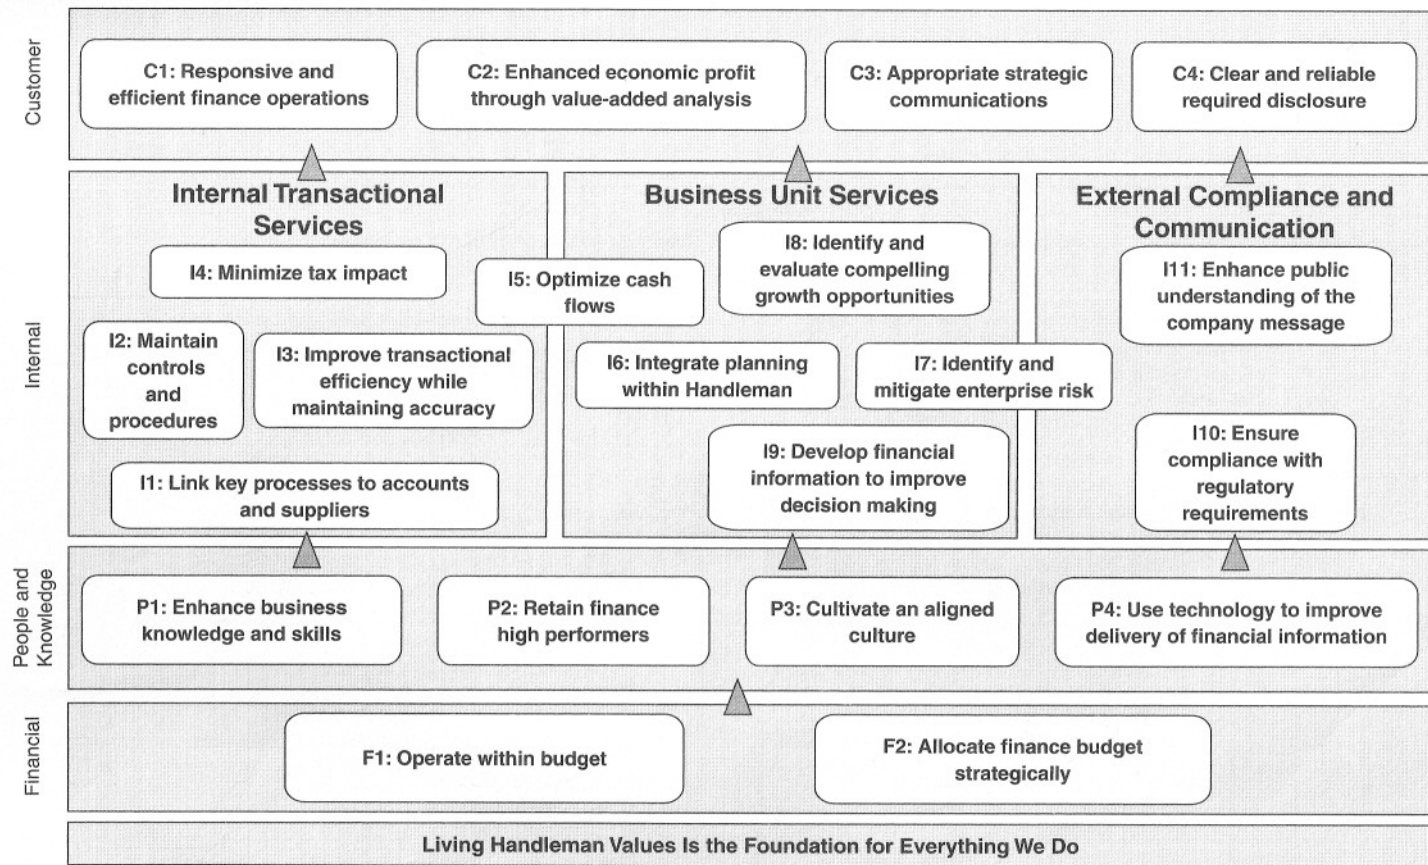 Customer
C1: Responsive and
efficient finance operations
C2: Enhanced economic profit
through value-added analysis
C3: Appropriate strategic
communications
C4: Clear and reliable
required disclosure
Internal
Internal Transactional
Services
I4: Minimize tax impact
I5: Optimize cash
flows
I2: Maintain
controls
and
procedures
I3: Improve transactional
efficiency while
maintaining accuracy
I1: Link key processes to accounts
and suppliers
Business Unit Services
I8: Identify and
evaluate compelling
growth opportunities
I6: Integrate planning
within Handleman
I7: Identify and
mitigate enterprise risk
I9: Develop financial
information to improve
decision making
External Compliance and
Communication
I11: Enhance public
understanding of the
company message
I10: Ensure
compliance with
regulatory
requirements
People and
Knowledge
P1: Enhance business
knowledge and skills
P2: Retain finance
high performers
P3: Cultivate an aligned
culture
P4: Use technology to improve
delivery of financial information
Financial
F1: Operate within budget
F2: Allocate finance budget
strategically
Living Handleman Values Is the Foundation for Everything We Do